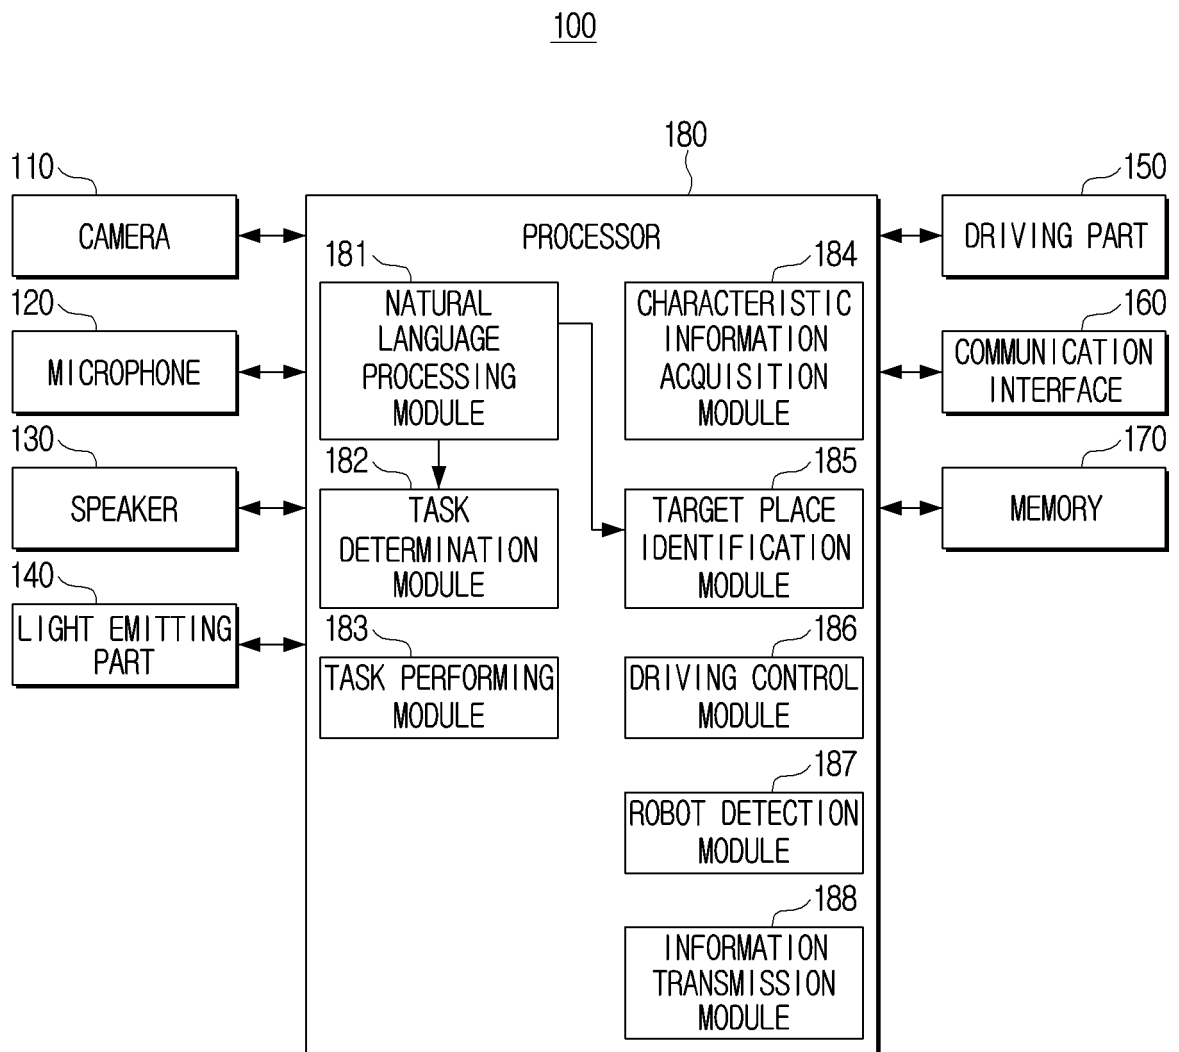 100
180
110
CAMERA
120
MICROPHONE
130
SPEAKER
140
LIGHT EMITTING
PART
PROCESSOR
181
NATURAL
LANGUAGE
PROCESSING
MODULE
182
TASK
DETERMINATION
MODULE
183
TASK PERFORMING
MODULE
184
CHARACTERISTIC
INFORMATION
ACQUISITION
MODULE
185
TARGET PLACE
IDENTIFICATION
MODULE
186
DRIVING CONTROL
MODULE
187
ROBOT DETECTION
MODULE
188
INFORMATION
TRANSMISSION
MODULE
150
DRIVING PART
160
COMMUNICATION
INTERFACE
170
MEMORY